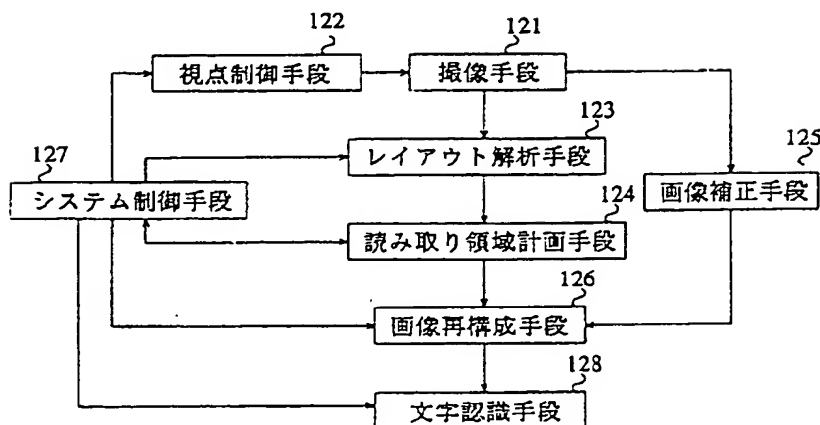 122
視点制御手段
121
撮像手段
123
レイアウト解析手段
125
画像補正手段
127
システム制御手段
124
読み取り領域計画手段
126
画像再構成手段
128
文字認識手段